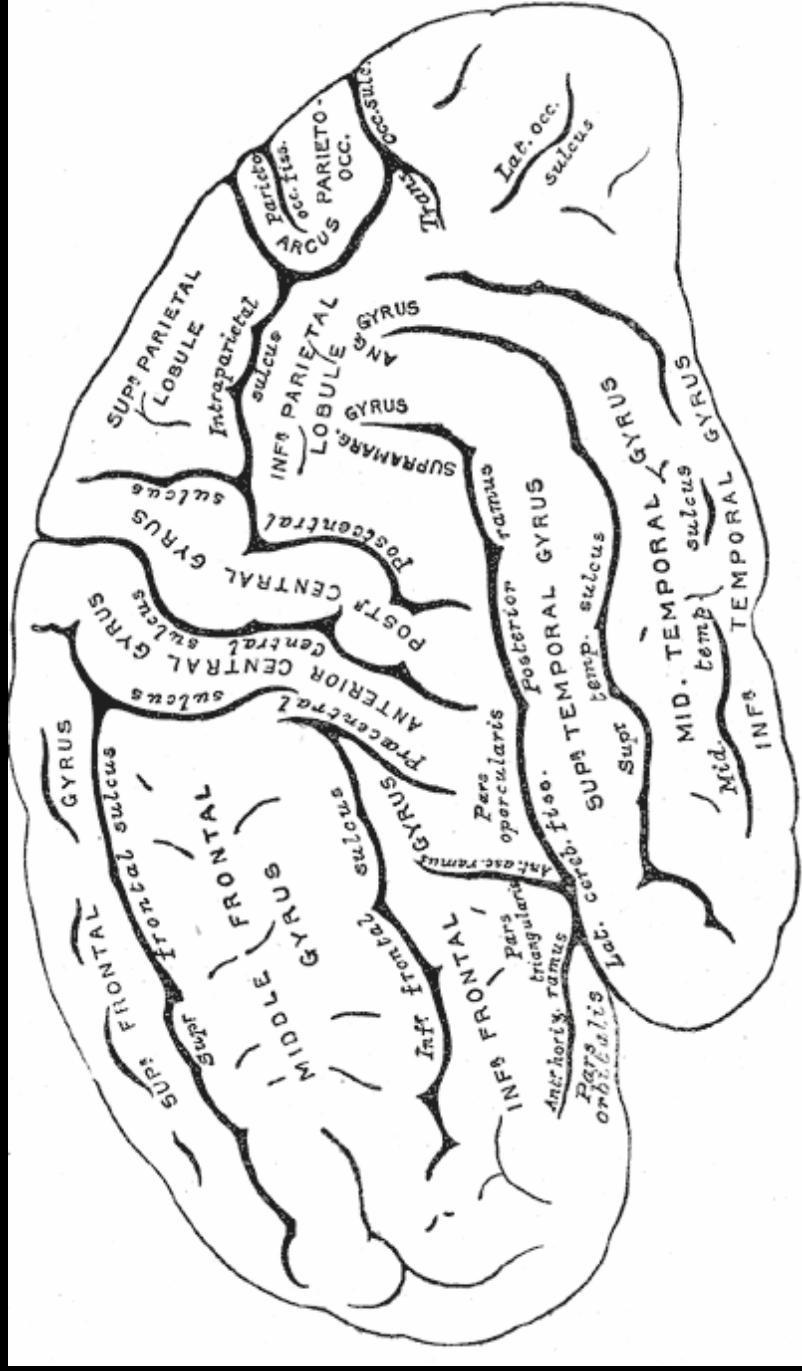 SUPR FRONTAL GYRUS
Supr frontal sulcus
MIDDLE FRONTAL
GYRUS
Infr frontal sulcus
INFR FRONTAL GYRUS
Pars
triangularis
Ant. asc. ramus
Antr horiz. ramus
Pars
orbitalis
Pars
opercularis
Præcentral sulcus
ANTERIOR CENTRAL GYRUS
Central sulcus
POSTR CENTRAL GYRUS
Postcentral sulcus
SUPR PARIETAL
LOBULE
Intraparietal
sulcus
INFR PARIETAL
LOBULE
SUPRAMARG. GYRUS
ANGR GYRUS
Parieto
occ. fiss.
ARCUS PARIETO-
OCC.
Trans occ. sulc.
Lat. occ.
sulcus
Lat. cereb. fiss. Posterior ramus
SUPR TEMPORAL GYRUS
Supr temp. sulcus
MID. TEMPORAL GYRUS
Mid. temp sulcus
INFR TEMPORAL GYRUS